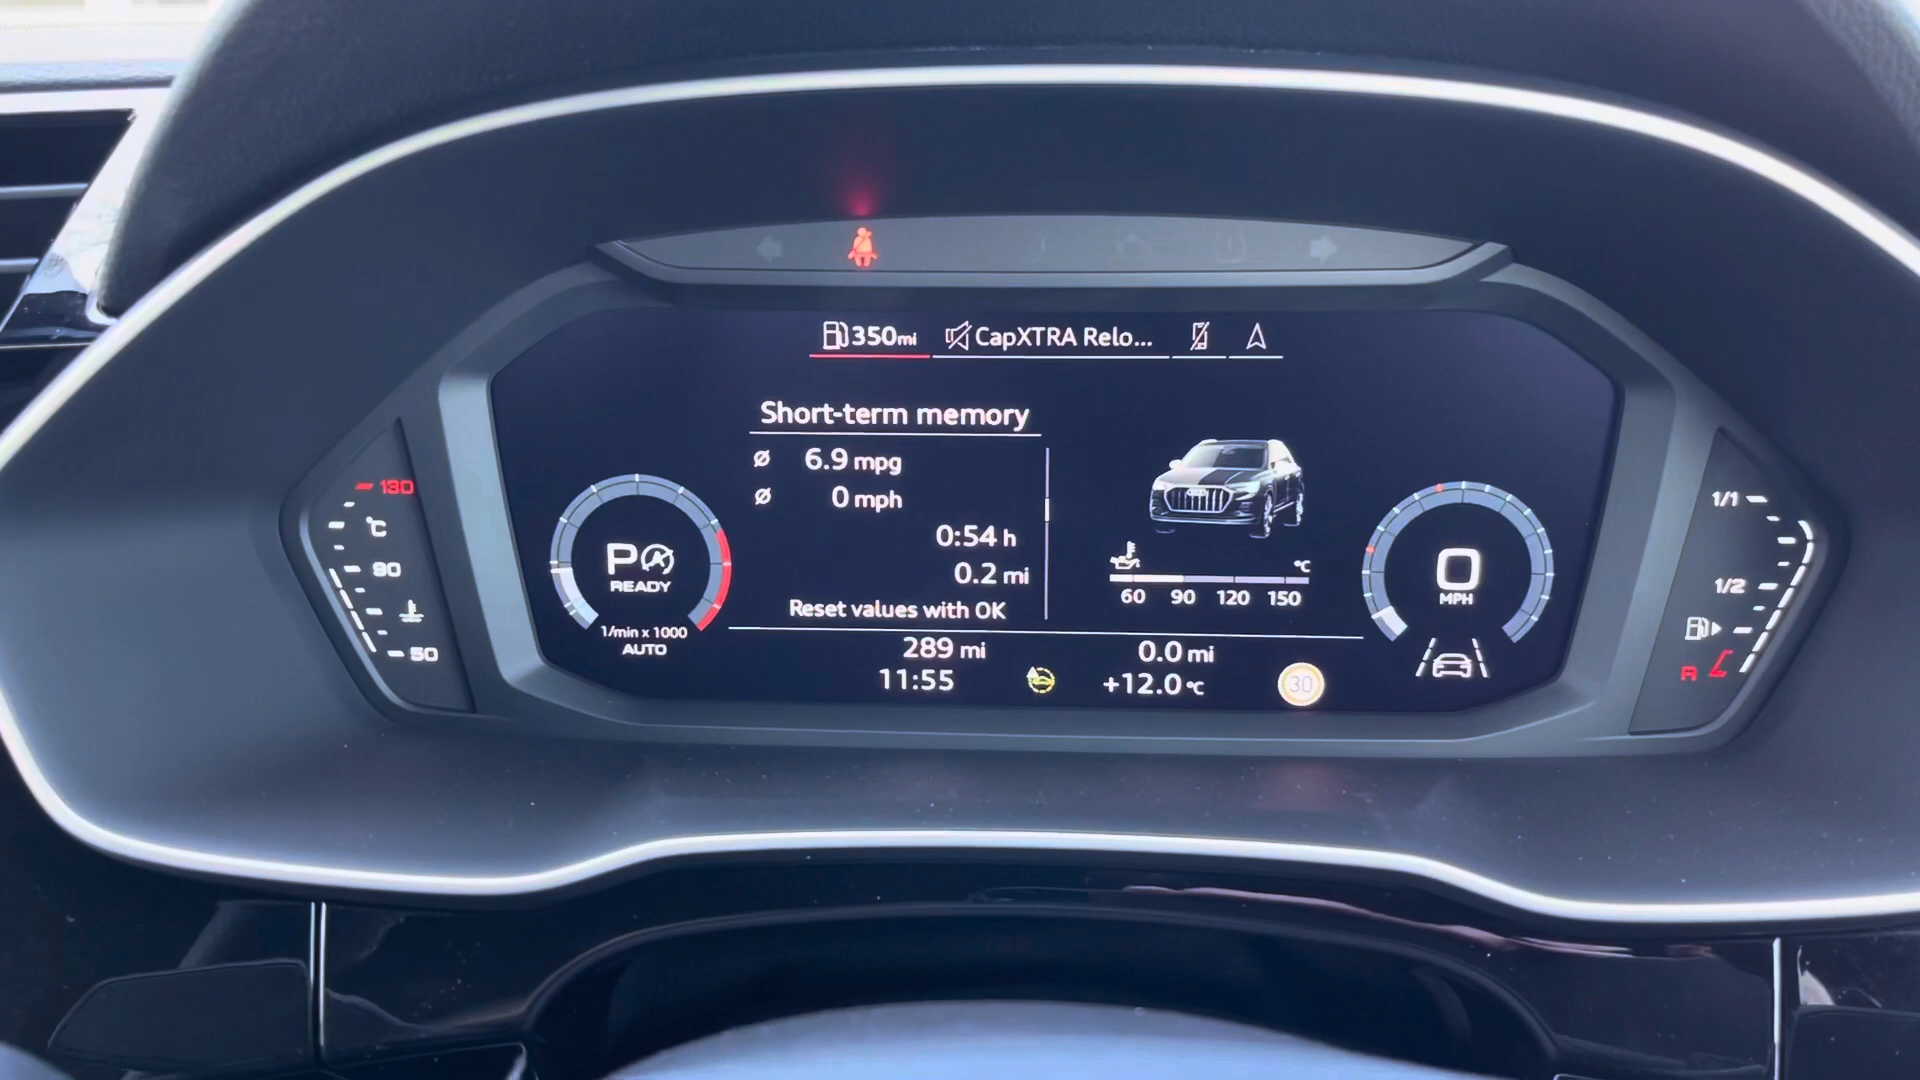 350mi CapXTRA Relo...
Short-term memory
ø 6.9 mpg
ø 0 mph
0:54 h
0.2 mi
Reset values with OK
130
°C
90
50
P A
READY
1/min x 1000
AUTO
°C
60 90 120 150
0
MPH
1/1
1/2
R
289 mi 0.0 mi
11:55 +12.0°C 30